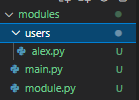 modules
users
alex.py U
main.py U
module.py U